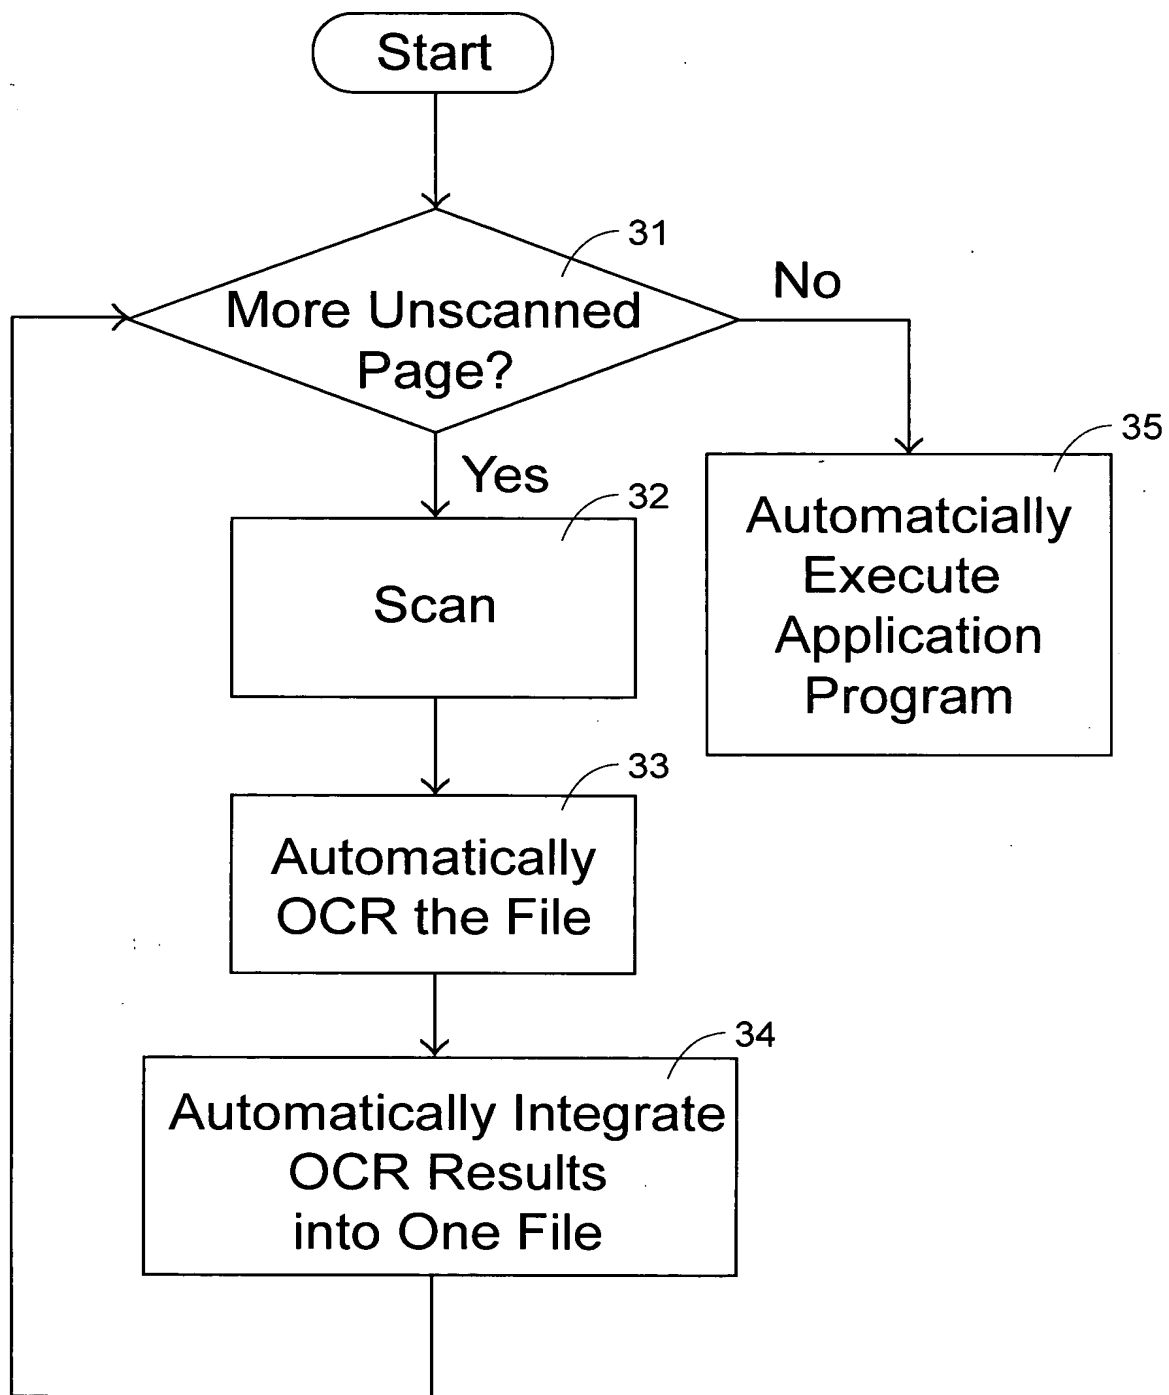 Start
31
More Unscanned
Page?
No
Yes
32
Scan
35
Automatcially
Execute
Application
Program
33
Automatically
OCR the File
34
Automatically Integrate
OCR Results
into One File